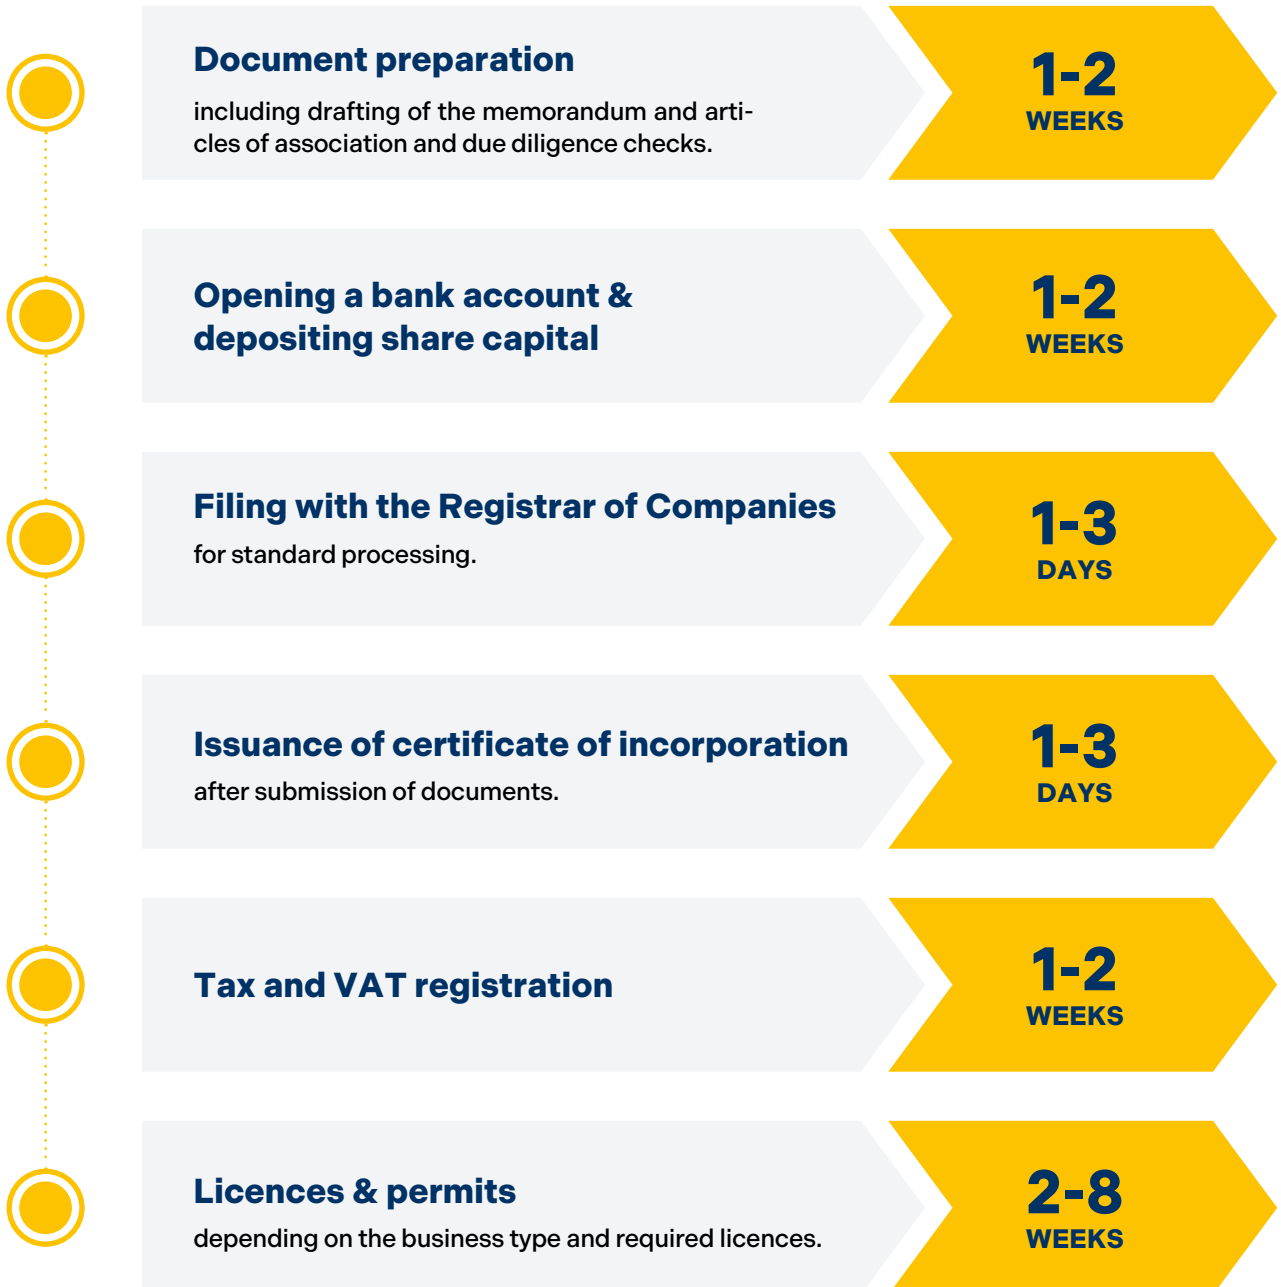 Document preparation
including drafting of the memorandum and arti-
cles of association and due diligence checks.
1-2
WEEKS
Opening a bank account &
depositing share capital
1-2
WEEKS
Filing with the Registrar of Companies
for standard processing.
1-3
DAYS
Issuance of certificate of incorporation
after submission of documents.
1-3
DAYS
Tax and VAT registration
1-2
WEEKS
Licences & permits
depending on the business type and required licences.
2-8
WEEKS